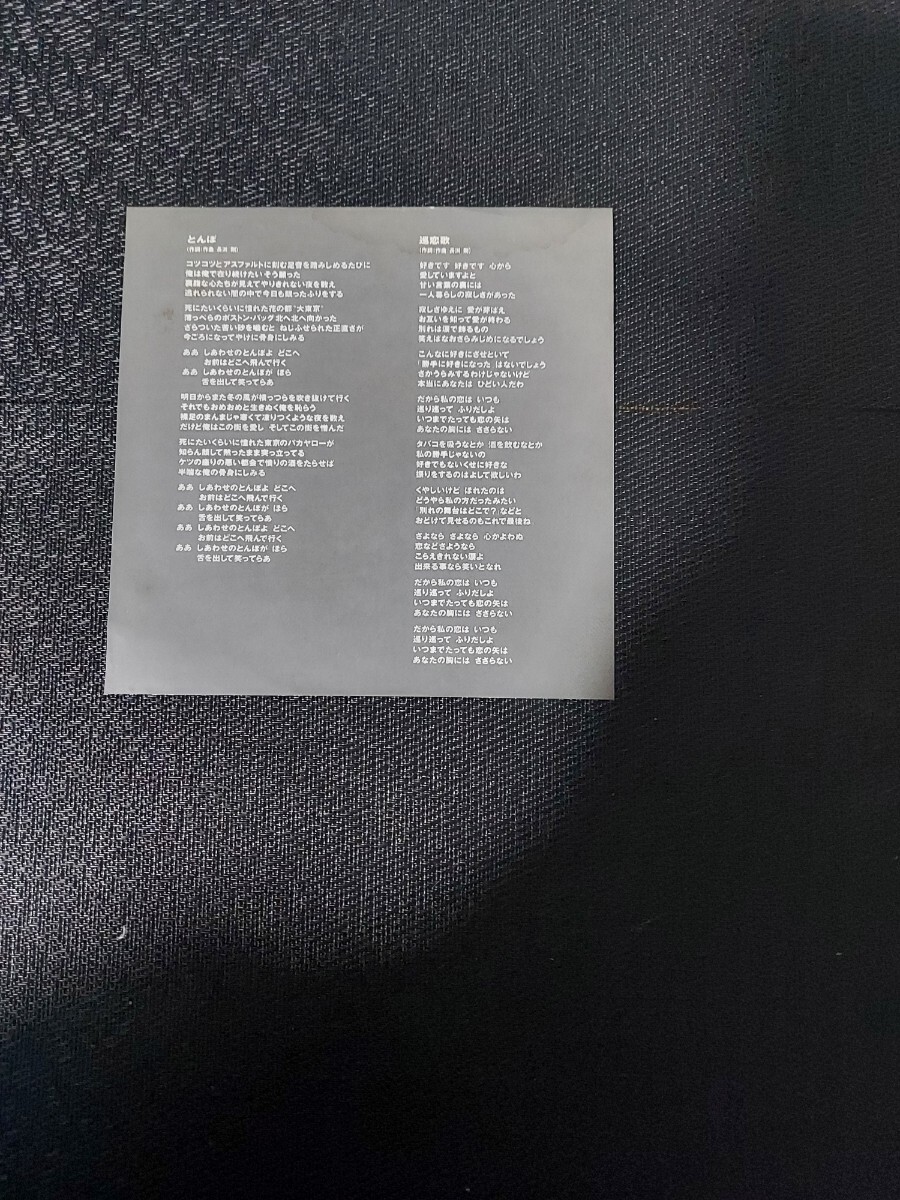 とんぼ
(作詞・作曲 長渕 剛)
コツコツとアスファルトに刻む足音を踏みしめるたびに
俺は俺で在り続けたい そう願った
裏腹な心たちが見えてやりきれない夜を数え
逃れられない闇の中で今日も眠ったふりをする
死にたいくらいに憧れた 花の都 "大東京"
薄っぺらのボストン・バッグ 北へ北へ向かった
ざらついた苦い砂を噛むと ねじふせられた正直さが
今ごろになってやけに骨身にしみる
ああ しあわせのとんぼよ どこへ
お前はどこへ飛んで行く
ああ しあわせのとんぼが ほら
舌を出して笑ってらあ
明日からまた冬の風が横っつらを吹き抜けて行く
それでもおめおめと生きぬく俺を恥らう
裸足のまんまじゃ寒くて凍りつくような夜を数え
だけど俺はこの街を愛し そしてこの街を憎んだ
死にたいくらいに憧れた東京のバカヤローが
知らん顔して黙ったまま突っ立ってる
ケツの座りの悪い都会で憤りの酒をたらせば
半端な俺の骨身にしみる
ああ しあわせのとんぼよ どこへ
お前はどこへ飛んで行く
ああ しあわせのとんぼが ほら
舌を出して笑ってらあ
ああ しあわせのとんぼよ どこへ
お前はどこへ飛んで行く
ああ しあわせのとんぼが ほら
舌を出して笑ってらあ
巡恋歌
(作詞・作曲 長渕 剛)
好きです 好きです 心から
愛していますよと
甘い言葉の裏には
一人暮らしの寂しさがあった
寂しさゆえに 愛が芽ばえ
お互いを知って愛が終わる
別れは涙で飾るもの
笑えばなおさらみじめになるでしょう
こんなに好きにさせといて
「勝手に好きになった」はないでしょう
さかうらみするわけじゃないけど
本当にあなたは ひどい人だわ
だから私の恋は いつも
巡り巡って ふりだしよ
いつまでたっても恋の矢は
あなたの胸には ささらない
タバコを吸うなとか 酒を飲むなとか
私の勝手じゃないの
好きでもないくせに好きな
振りをするのはよして欲しいわ
くやしいけど ほれたのは
どうやら私の方だったみたい
「別れの舞台はどこで?」などと
おどけて見せるのもこれで最後ね
さよなら さよなら 心かよわぬ
恋などさようなら
こらえきれない涙よ
出来る事なら笑いとなれ
だから私の恋は いつも
巡り巡って ふりだしよ
いつまでたっても恋の矢は
あなたの胸には ささらない
だから私の恋は いつも
巡り巡って ふりだしよ
いつまでたっても恋の矢は
あなたの胸には ささらない